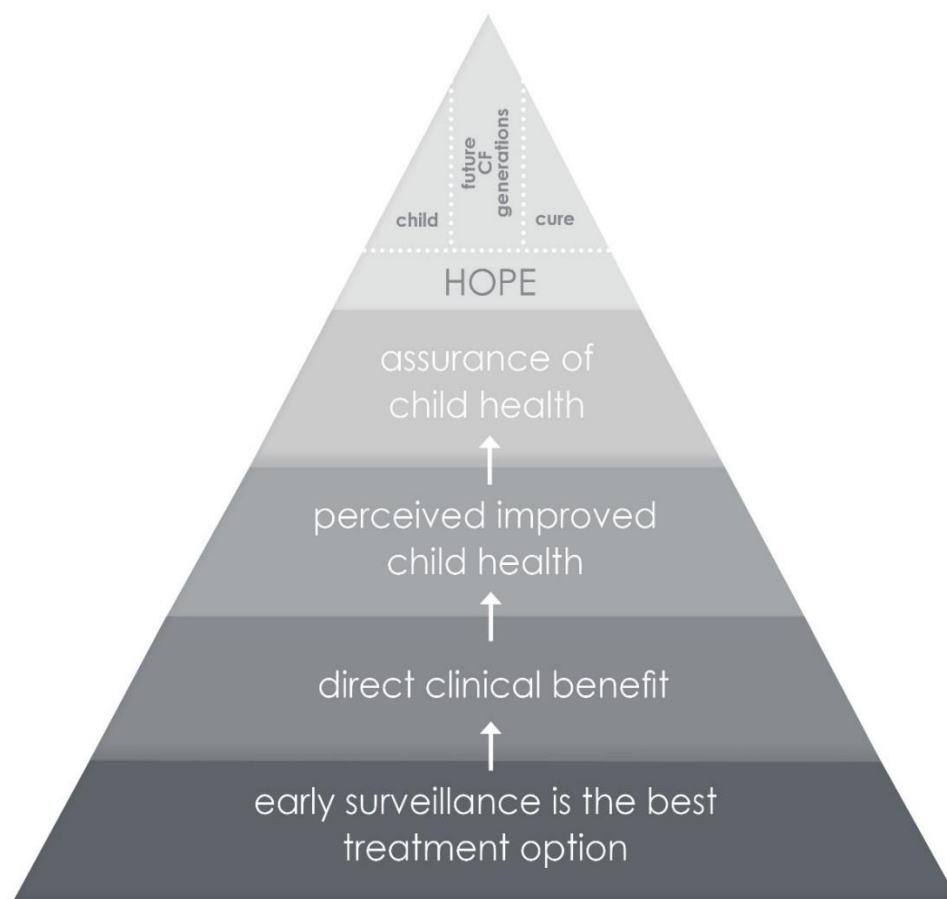 future
CF
generations
child
cure
HOPE
assurance of
child health
perceived improved
child health
direct clinical benefit
early surveillance is the best
treatment option